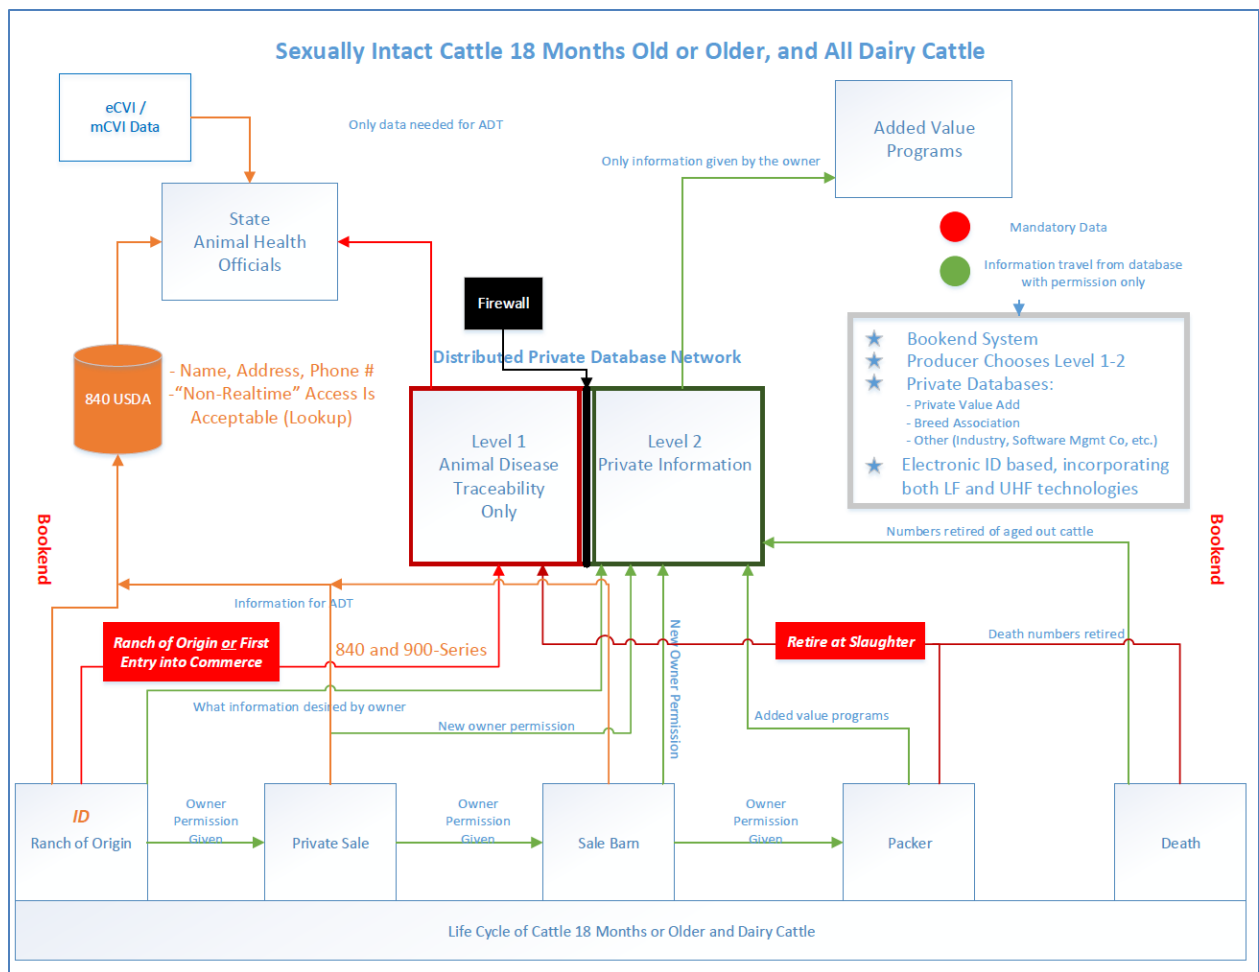 Sexually Intact Cattle 18 Months Old or Older, and All Dairy Cattle
eCVI /
mCVI Data
Only data needed for ADT
Added Value
Programs
Only information given by the owner
State
Animal Health
Officials
Mandatory Data
Information travel from database
with permission only
Firewall
Distributed Private Database Network
840 USDA
- Name, Address, Phone #
-“Non-Realtime” Access Is
Acceptable (Lookup)
Level 1
Animal Disease
Traceability
Only
Level 2
Private Information
Bookend System
Producer Chooses Level 1-2
Private Databases:
- Private Value Add
- Breed Association
- Other (Industry, Software Mgmt Co, etc.)
Electronic ID based, incorporating
both LF and UHF technologies
Bookend
Bookend
Numbers retired of aged out cattle
Information for ADT
Ranch of Origin or First
Entry into Commerce
840 and 900-Series
New Owner Permission
Retire at Slaughter
Death numbers retired
What information desired by owner
New owner permission
Added value programs
ID
Ranch of Origin
Owner
Permission
Given
Private Sale
Owner
Permission
Given
Sale Barn
Owner
Permission
Given
Packer
Death
Life Cycle of Cattle 18 Months or Older and Dairy Cattle